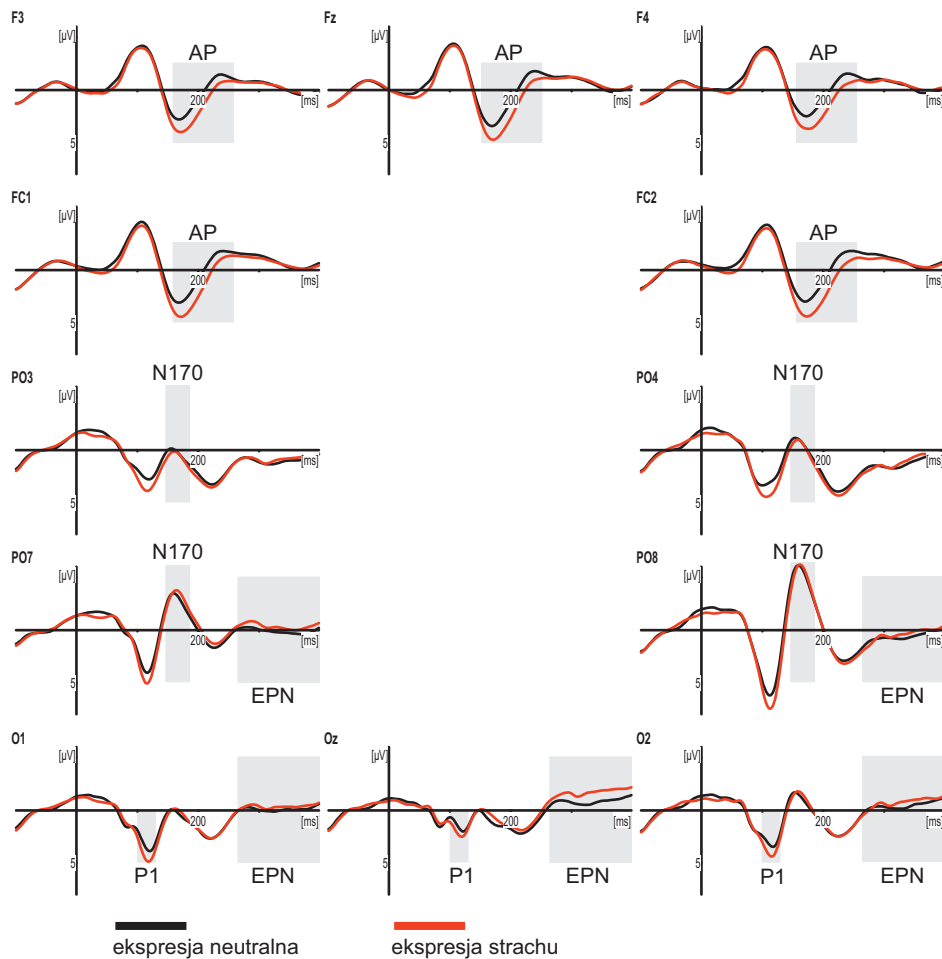 F3 Fz F4
[µV] [µV] [µV]
AP AP AP
200 [ms] 200 [ms] 200 [ms]
5 5 5
FC1 FC2
[µV] [µV]
AP AP
200 [ms] 200 [ms]
5 5
PO3 N170 PO4 N170
[µV] [µV]
200 [ms] 200 [ms]
5 5
PO7 N170 PO8 N170
[µV] [µV]
200 [ms] 200 [ms]
5 EPN 5 EPN
O1 Oz O2
[µV] [µV] [µV]
200 [ms] 200 [ms] 200 [ms]
5 5 5
P1 EPN P1 EPN P1 EPN
ekspresja neutralna ekspresja strachu